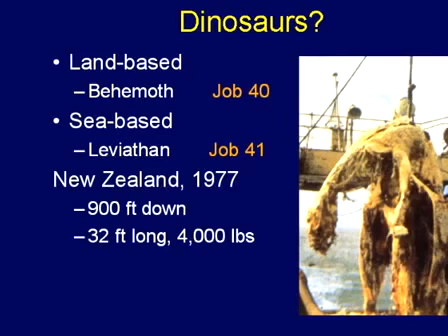 Dinosaurs?
• Land-based
– Behemoth Job 40
• Sea-based
– Leviathan Job 41
New Zealand, 1977
– 900 ft down
– 32 ft long, 4,000 lbs